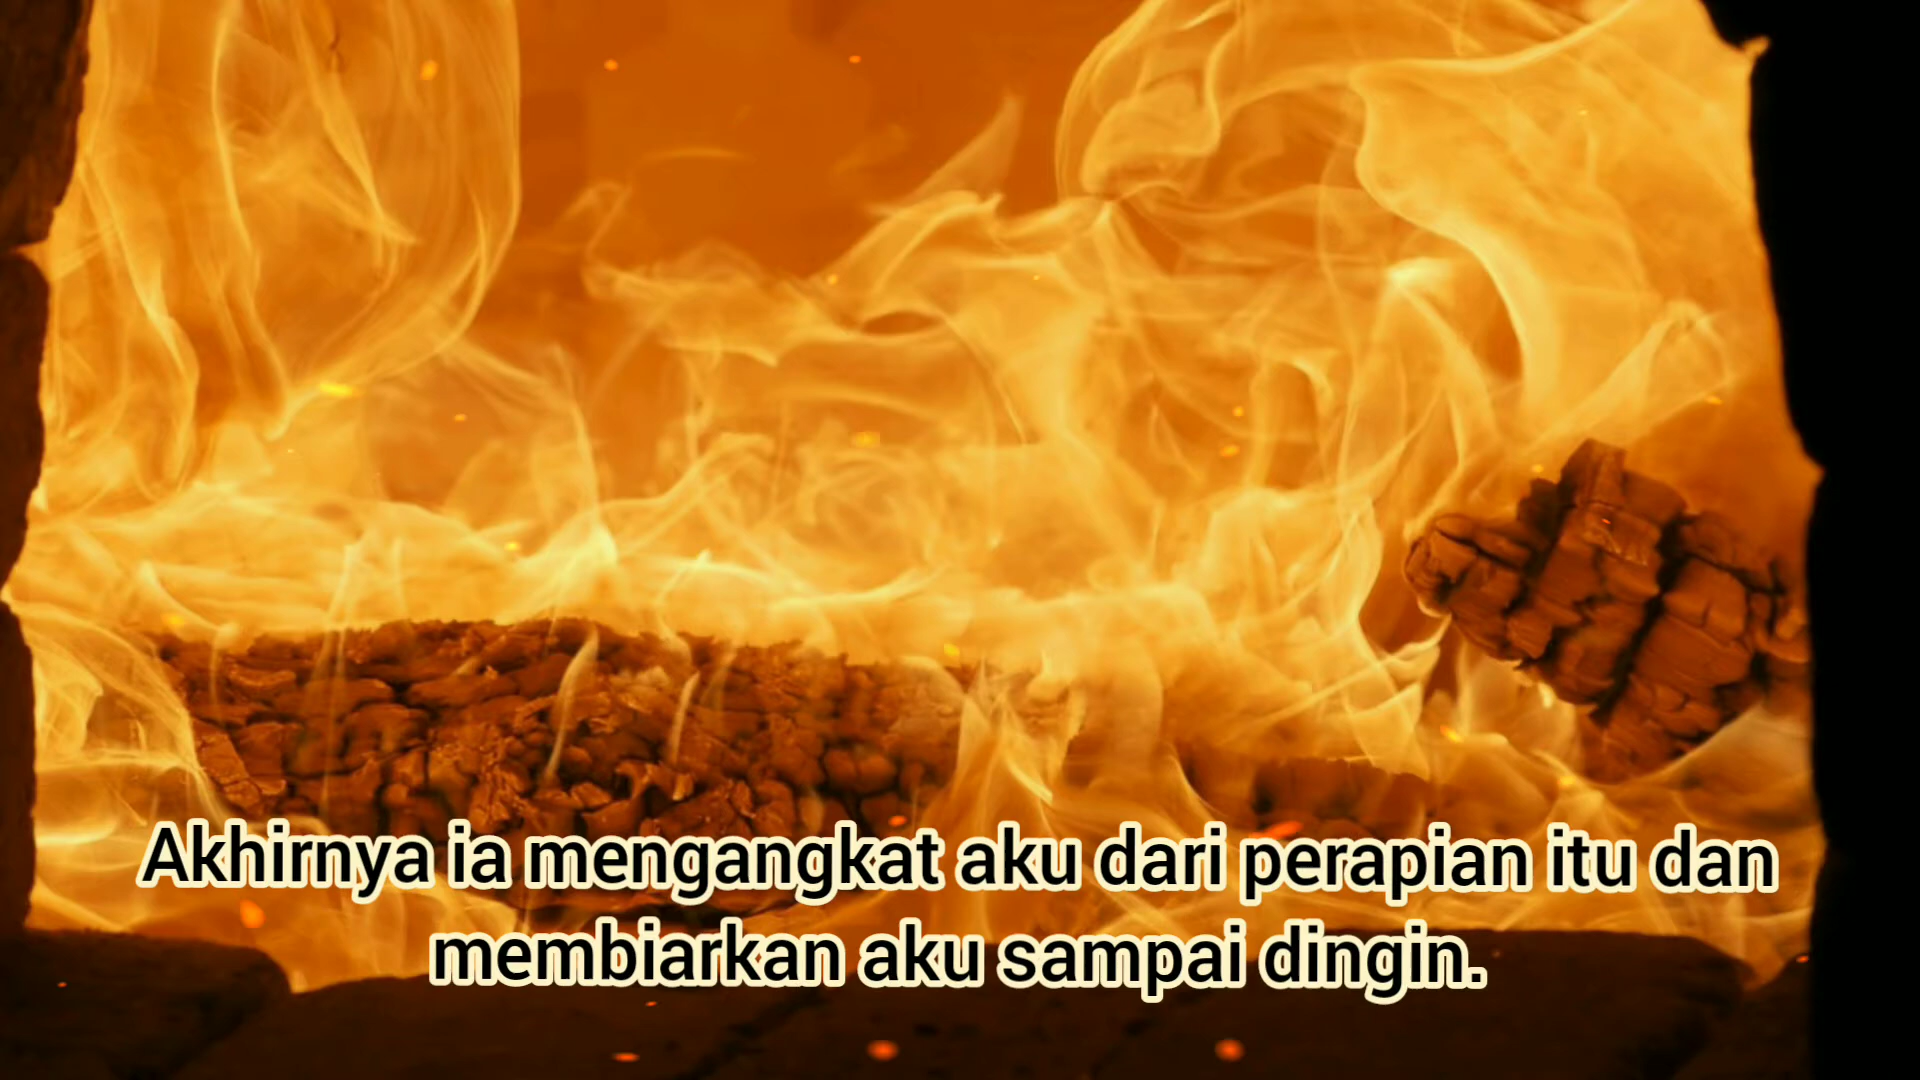 Akhirnya ia mengangkat aku dari perapian itu dan
membiarkan aku sampai dingin.